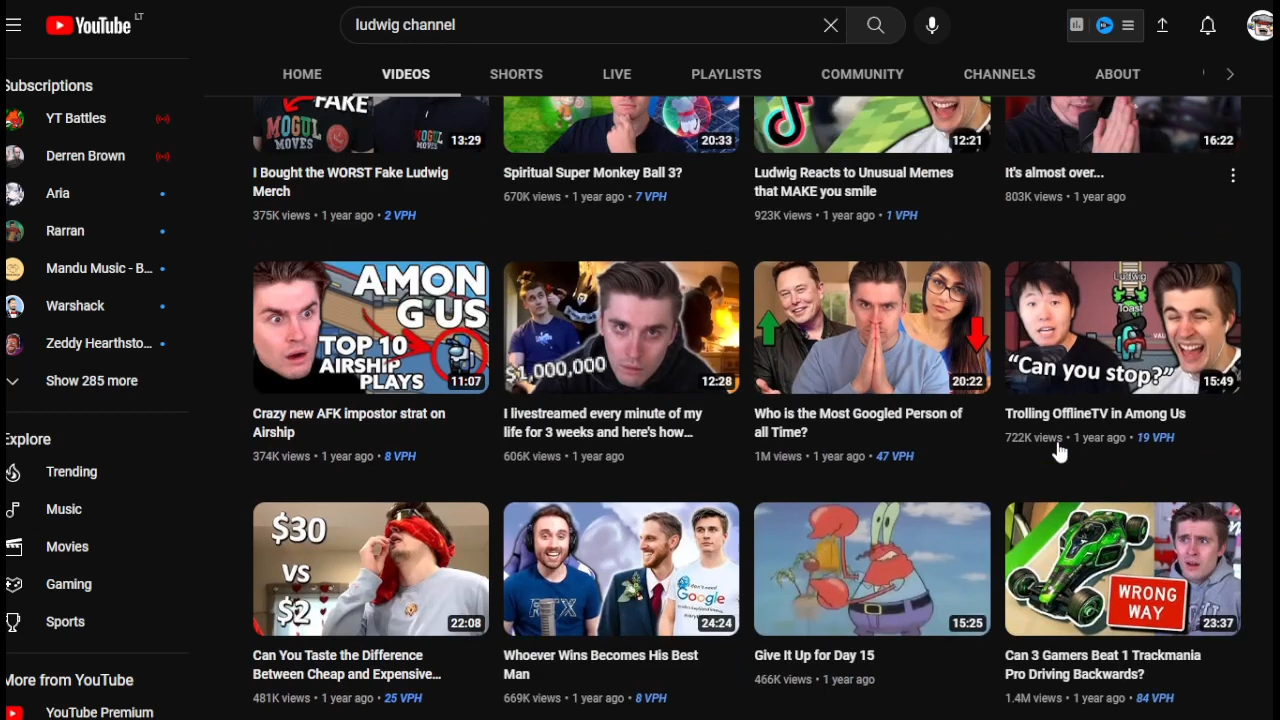 YouTube LT
ludwig channel
HOME VIDEOS SHORTS LIVE PLAYLISTS COMMUNITY CHANNELS ABOUT
Subscriptions
YT Battles
Derren Brown
Aria
Rarran
Mandu Music - B...
Warshack
Zeddy Hearthsto...
Show 285 more
Explore
Trending
Music
Movies
Gaming
Sports
More from YouTube
YouTube Premium
FAKE
MOGUL
MOVES
MOGUL
MOVES
13:29
I Bought the WORST Fake Ludwig
Merch
375K views • 1 year ago • 2 VPH
20:33
Spiritual Super Monkey Ball 3?
670K views • 1 year ago • 7 VPH
12:21
Ludwig Reacts to Unusual Memes
that MAKE you smile
923K views • 1 year ago • 1 VPH
16:22
It's almost over...
803K views • 1 year ago
AMON
G US
TOP 10
AIRSHIP
PLAYS
11:07
Crazy new AFK impostor strat on
Airship
374K views • 1 year ago • 8 VPH
$1,000,000
12:28
I livestreamed every minute of my
life for 3 weeks and here's how...
606K views • 1 year ago
20:22
Who is the Most Googled Person of
all Time?
1M views • 1 year ago • 47 VPH
Ludwig
Toast
"Can you stop?"
15:49
Trolling OfflineTV in Among Us
722K views • 1 year ago • 19 VPH
$30
VS
$2
22:08
Can You Taste the Difference
Between Cheap and Expensive...
481K views • 1 year ago • 25 VPH
Google
24:24
Whoever Wins Becomes His Best
Man
669K views • 1 year ago • 8 VPH
15:25
Give It Up for Day 15
466K views • 1 year ago
WRONG
WAY
23:37
Can 3 Gamers Beat 1 Trackmania
Pro Driving Backwards?
1.4M views • 1 year ago • 84 VPH